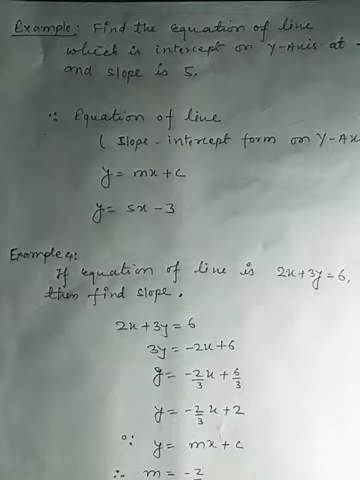 Example: Find the equation of line
which is intercept on Y-Axis at -
and slope is 5.
∵ Equation of line
( Slope-intercept form on Y-Ax
y = mx + c
y = 5x - 3
Example 4:
If equation of line is 2x+3y=6,
then find slope.
2x+3y = 6
3y = -2x+6
y = -2/3 x + 6/3
y = -2/3 x + 2
∵ y = mx + c
∴ m = -2/